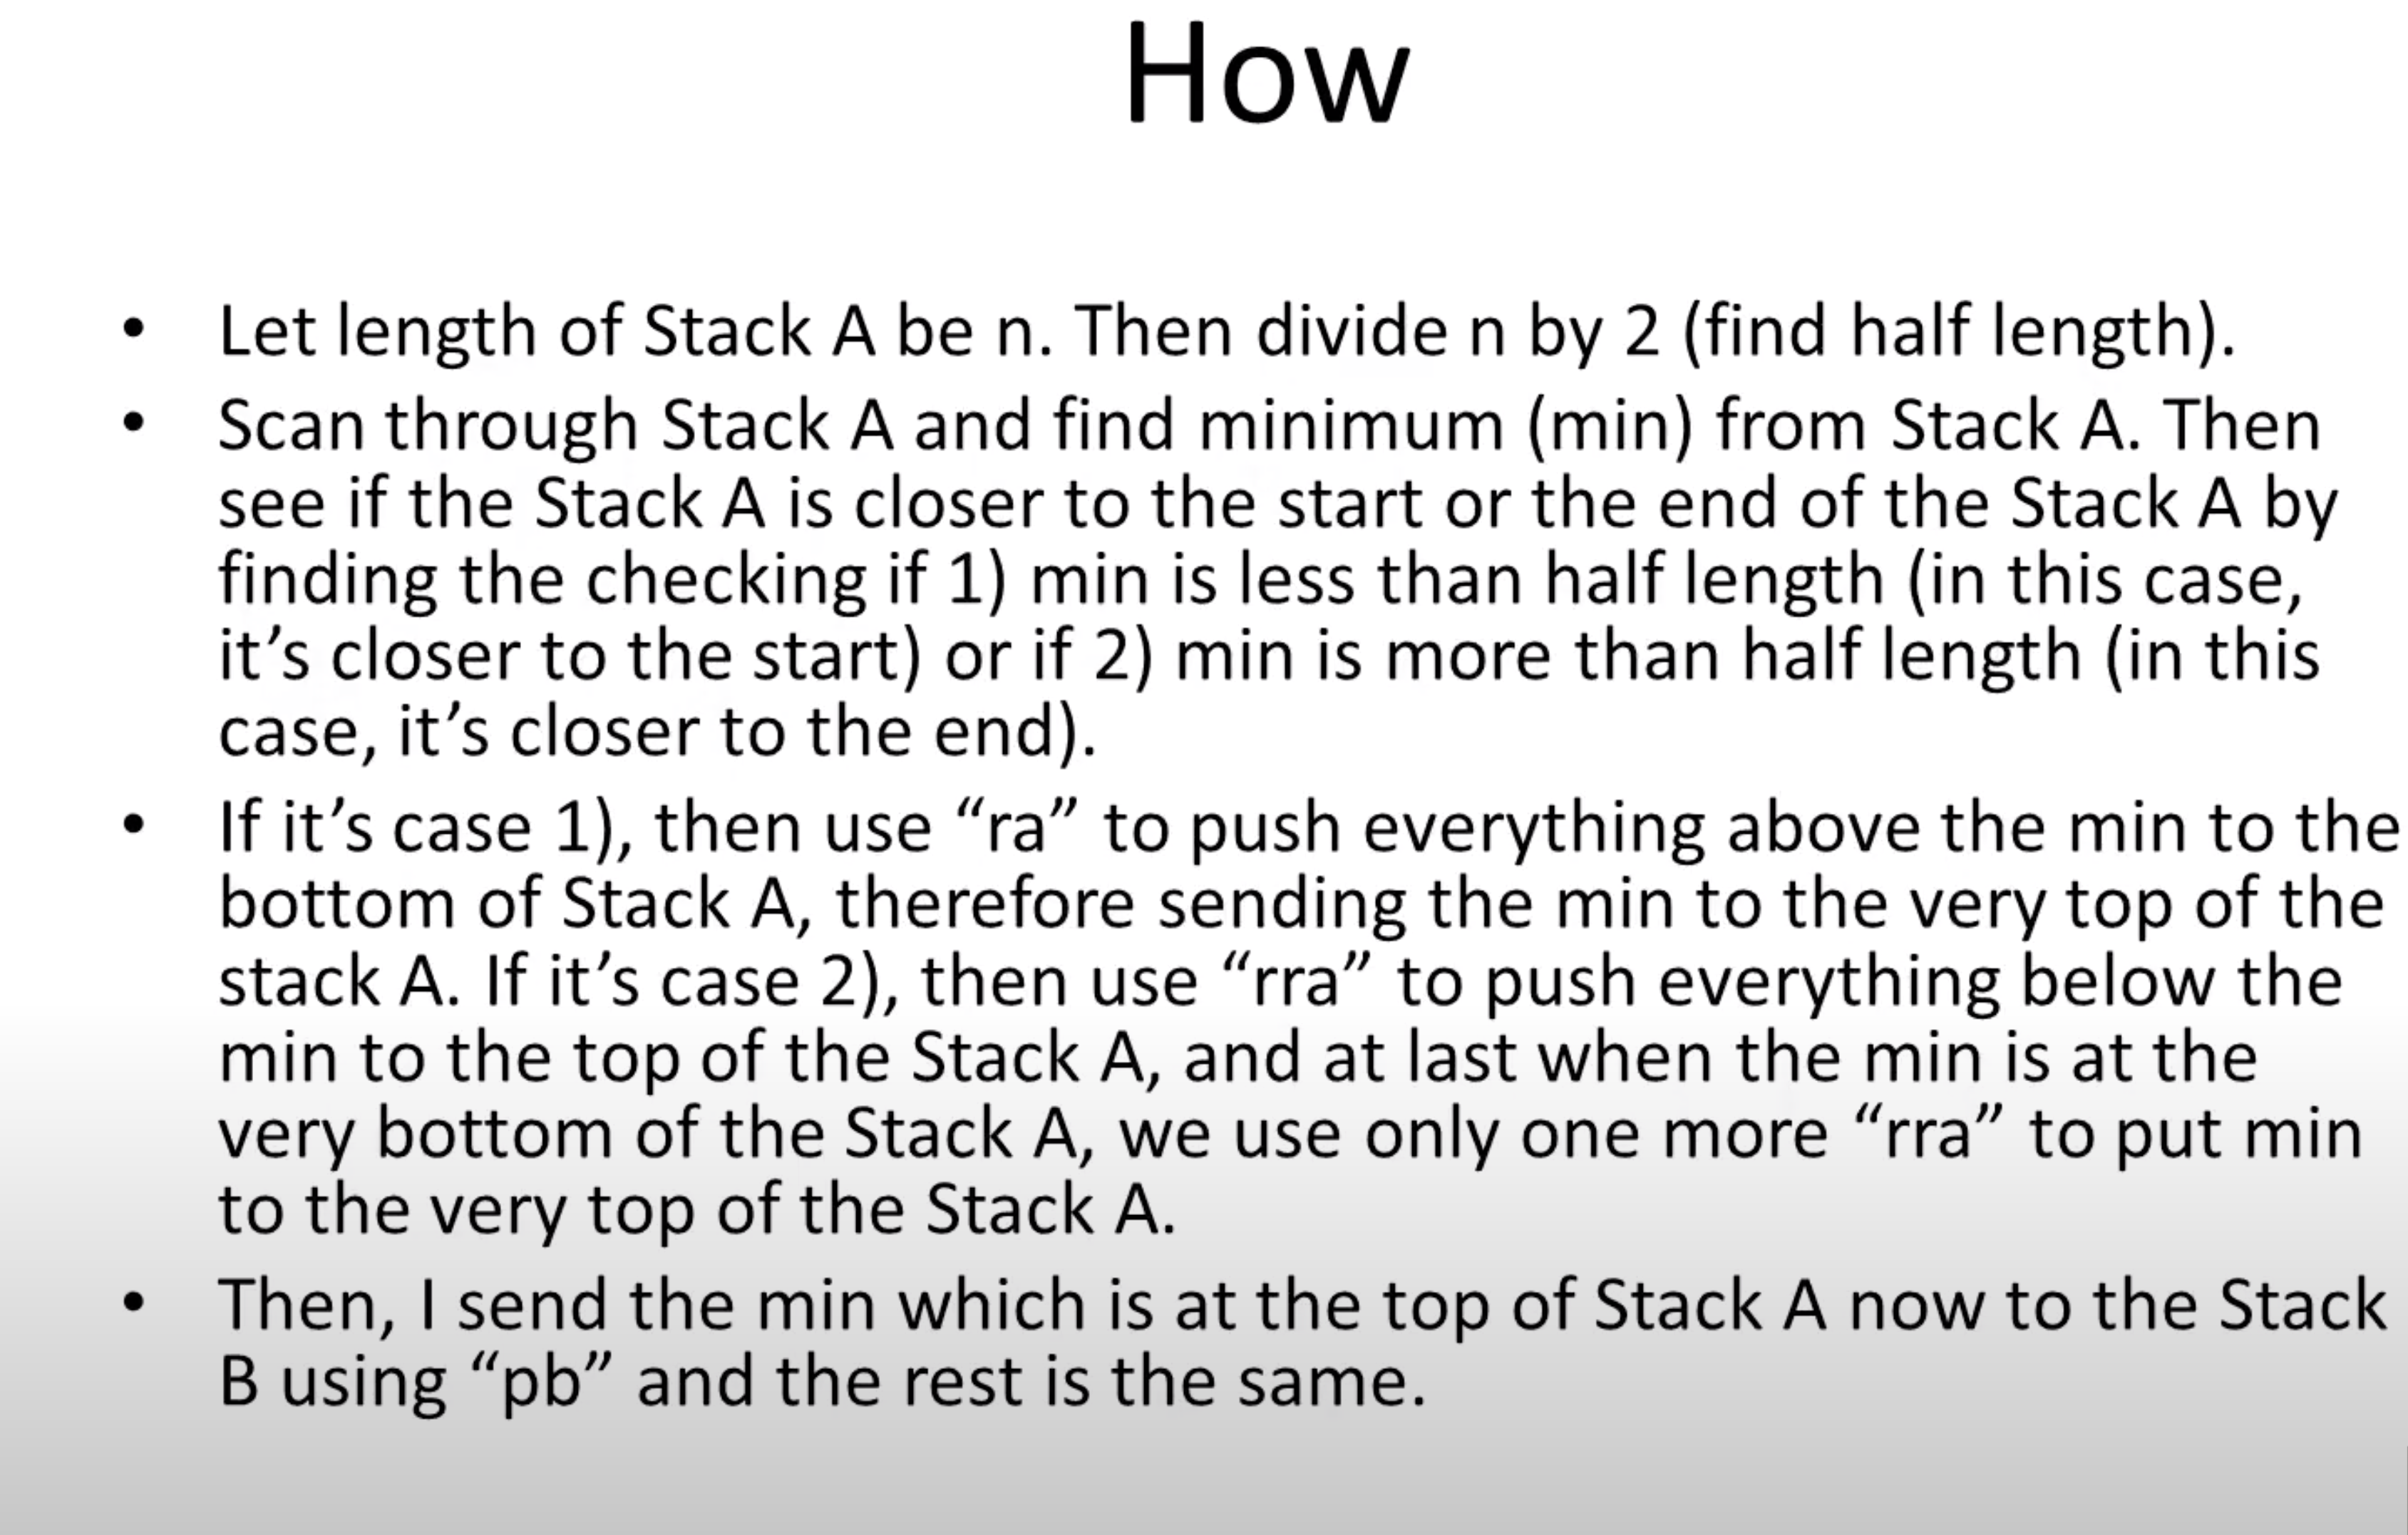 How
• Let length of Stack A be n. Then divide n by 2 (find half length).
• Scan through Stack A and find minimum (min) from Stack A. Then
see if the Stack A is closer to the start or the end of the Stack A by
finding the checking if 1) min is less than half length (in this case,
it’s closer to the start) or if 2) min is more than half length (in this
case, it’s closer to the end).
• If it’s case 1), then use “ra” to push everything above the min to the
bottom of Stack A, therefore sending the min to the very top of the
stack A. If it’s case 2), then use “rra” to push everything below the
min to the top of the Stack A, and at last when the min is at the
very bottom of the Stack A, we use only one more “rra” to put min
to the very top of the Stack A.
• Then, I send the min which is at the top of Stack A now to the Stack
B using “pb” and the rest is the same.